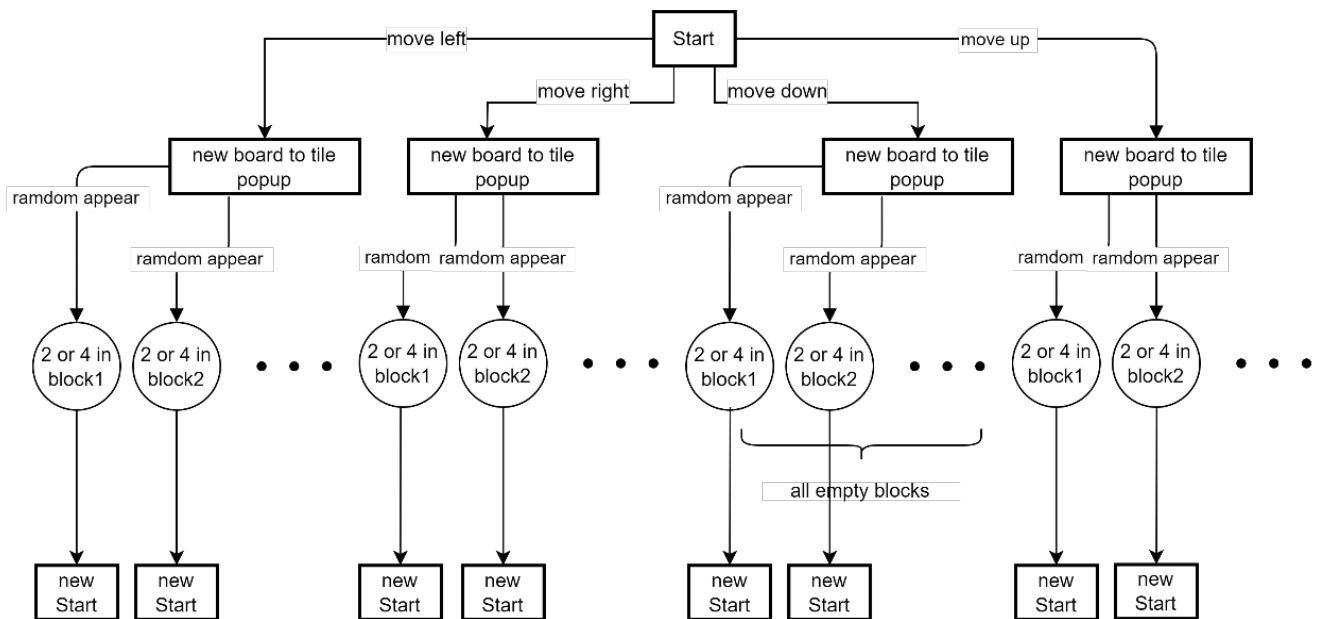 Start
move left
move up
move right
move down
new board to tile
popup
new board to tile
popup
new board to tile
popup
new board to tile
popup
ramdom appear
ramdom appear
ramdom
ramdom appear
ramdom appear
ramdom appear
ramdom
ramdom appear
2 or 4 in
block1
2 or 4 in
block2
2 or 4 in
block1
2 or 4 in
block2
2 or 4 in
block1
2 or 4 in
block2
2 or 4 in
block1
2 or 4 in
block2
all empty blocks
new
Start
new
Start
new
Start
new
Start
new
Start
new
Start
new
Start
new
Start